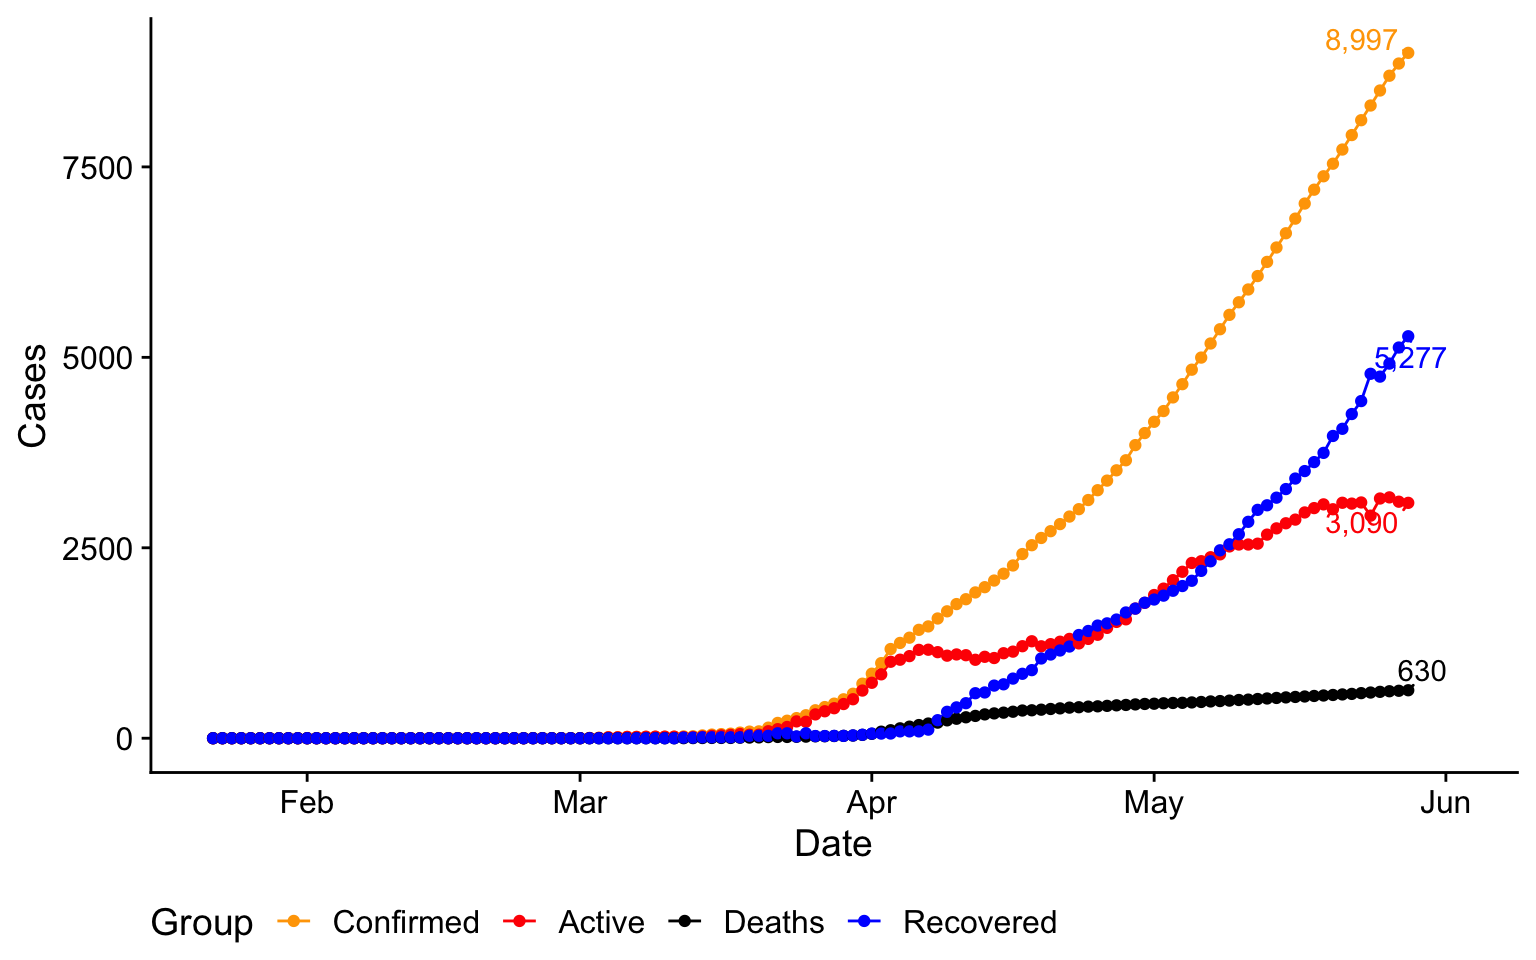 8,997
7500
5000
5,277
2500
3,090
630
0
Feb Mar Apr May Jun
Date
Cases
Group Confirmed Active Deaths Recovered